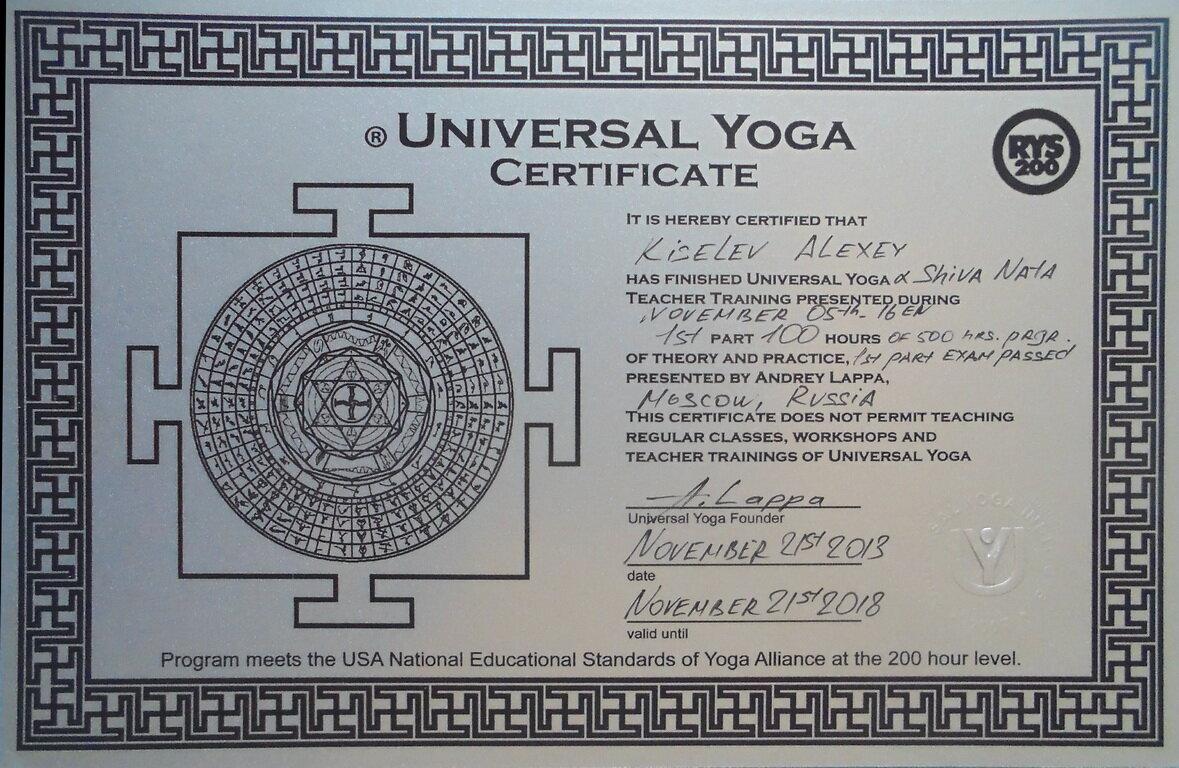 ® UNIVERSAL YOGA
CERTIFICATE
RYS
200
IT IS HEREBY CERTIFIED THAT
KISELEV ALEXEY
HAS FINISHED UNIVERSAL YOGA & SHIVA NATA
TEACHER TRAINING PRESENTED DURING
NOVEMBER 05th - 16
1st PART 100 HOURS OF 500 HRS. PRGR.
OF THEORY AND PRACTICE, 1st PART EXAM PASSED
PRESENTED BY ANDREY LAPPA,
MOSCOW, RUSSIA
THIS CERTIFICATE DOES NOT PERMIT TEACHING
REGULAR CLASSES, WORKSHOPS AND
TEACHER TRAININGS OF UNIVERSAL YOGA
A. Lappa
Universal Yoga Founder
NOVEMBER 21st 2013
date
NOVEMBER 21st 2018
valid until
Program meets the USA National Educational Standards of Yoga Alliance at the 200 hour level.